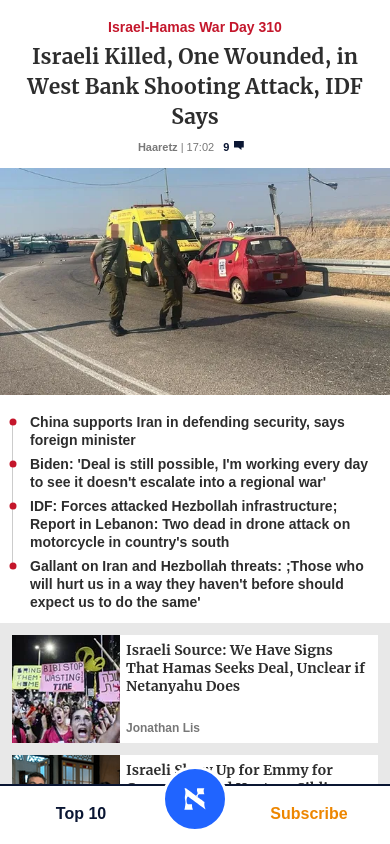 Israel-Hamas War Day 310
Israeli Killed, One Wounded, in
West Bank Shooting Attack, IDF
Says
Haaretz | 17:02 9
China supports Iran in defending security, says
foreign minister
Biden: 'Deal is still possible, I'm working every day
to see it doesn't escalate into a regional war'
IDF: Forces attacked Hezbollah infrastructure;
Report in Lebanon: Two dead in drone attack on
motorcycle in country's south
Gallant on Iran and Hezbollah threats: ;Those who
will hurt us in a way they haven't before should
expect us to do the same'
BRING
THEM
HOME
BIBI STOP
WASTING
TIME
Israeli Source: We Have Signs
That Hamas Seeks Deal, Unclear if
Netanyahu Does
Jonathan Lis
Israeli Up for Emmy for
Top 10
Subscribe